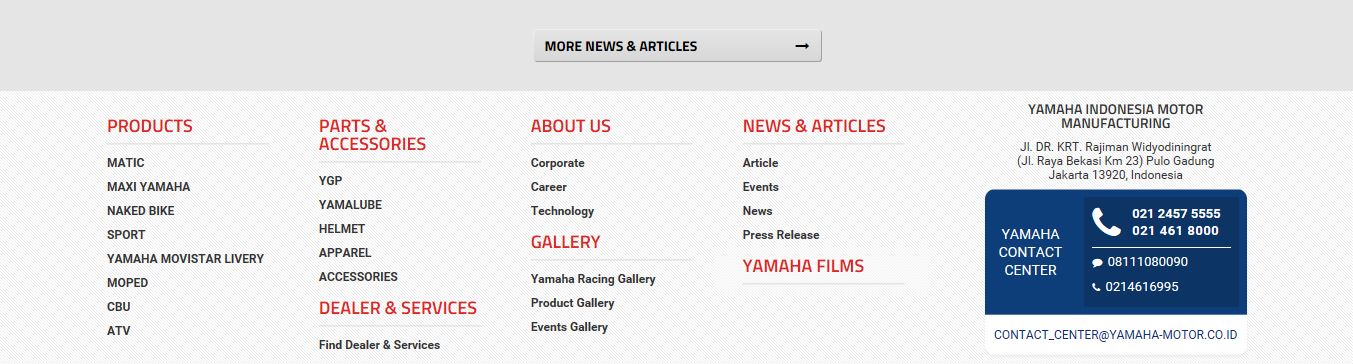 MORE NEWS & ARTICLES
PRODUCTS
MATIC
MAXI YAMAHA
NAKED BIKE
SPORT
YAMAHA MOVISTAR LIVERY
MOPED
CBU
ATV
PARTS &
ACCESSORIES
YGP
YAMALUBE
HELMET
APPAREL
ACCESSORIES
DEALER & SERVICES
Find Dealer & Services
ABOUT US
Corporate
Career
Technology
GALLERY
Yamaha Racing Gallery
Product Gallery
Events Gallery
NEWS & ARTICLES
Article
Events
News
Press Release
YAMAHA FILMS
YAMAHA INDONESIA MOTOR
MANUFACTURING
Jl. DR. KRT. Rajiman Widyodiningrat
(Jl. Raya Bekasi Km 23) Pulo Gadung
Jakarta 13920, Indonesia
YAMAHA
CONTACT
CENTER
021 2457 5555
021 461 8000
08111080090
0214616995
CONTACT_CENTER@YAMAHA-MOTOR.CO.ID